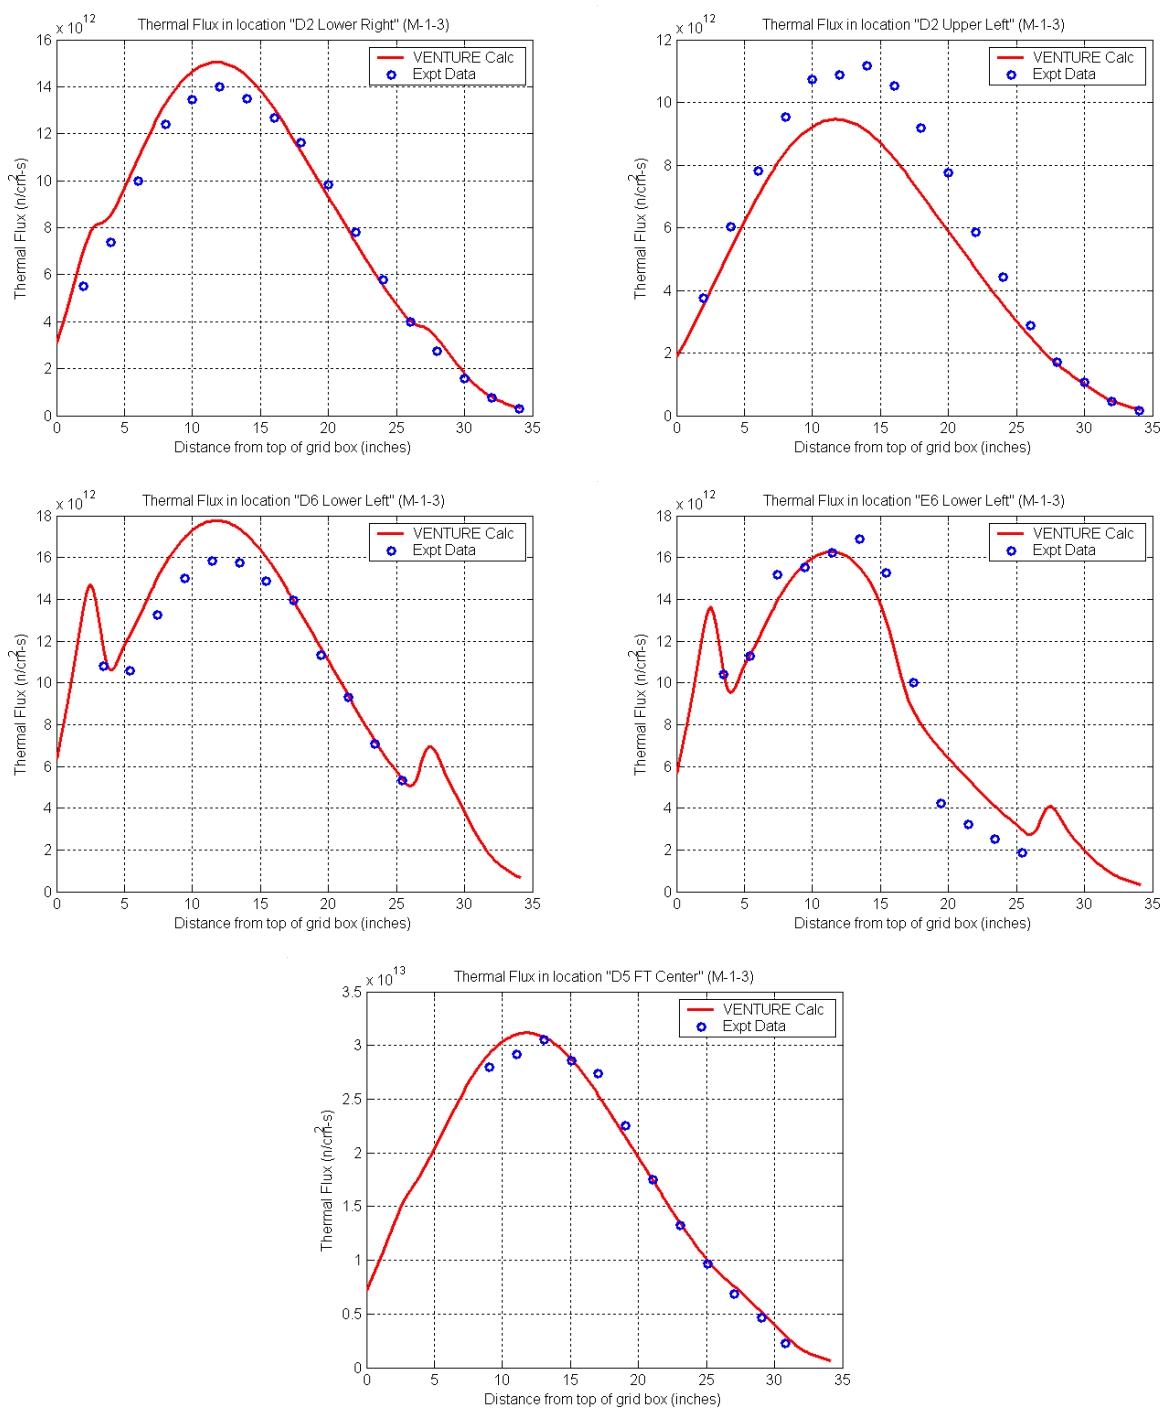 x 10^12
Thermal Flux in location "D2 Lower Right" (M-1-3)
VENTURE Calc
Expt Data
16
14
12
10
8
6
4
2
0
Thermal Flux (n/cm^2-s)
0 5 10 15 20 25 30 35
Distance from top of grid box (inches)
x 10^12
Thermal Flux in location "D2 Upper Left" (M-1-3)
VENTURE Calc
Expt Data
12
10
8
6
4
2
0
Thermal Flux (n/cm^2-s)
0 5 10 15 20 25 30 35
Distance from top of grid box (inches)
x 10^12
Thermal Flux in location "D6 Lower Left" (M-1-3)
VENTURE Calc
Expt Data
18
16
14
12
10
8
6
4
2
0
Thermal Flux (n/cm^2-s)
0 5 10 15 20 25 30 35
Distance from top of grid box (inches)
x 10^12
Thermal Flux in location "E6 Lower Left" (M-1-3)
VENTURE Calc
Expt Data
18
16
14
12
10
8
6
4
2
0
Thermal Flux (n/cm^2-s)
0 5 10 15 20 25 30 35
Distance from top of grid box (inches)
x 10^13
Thermal Flux in location "D5 FT Center" (M-1-3)
VENTURE Calc
Expt Data
3.5
3
2.5
2
1.5
1
0.5
0
Thermal Flux (n/cm^2-s)
0 5 10 15 20 25 30 35
Distance from top of grid box (inches)